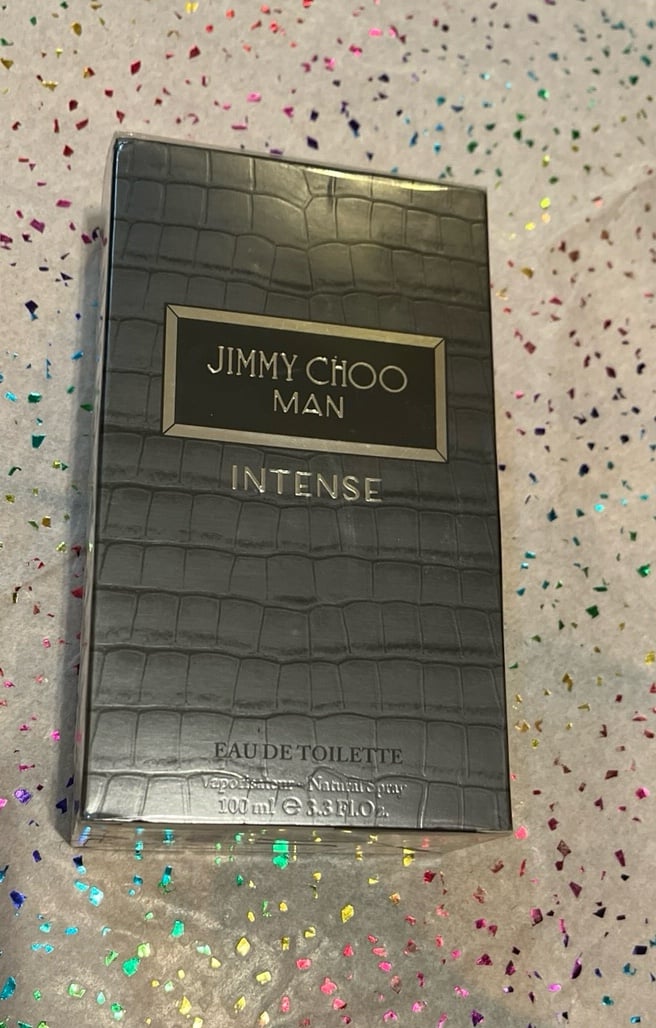 JIMMY CHOO
MAN
INTENSE
EAU DE TOILETTE
Vaporisateur - Natural Spray
100 ml ℮ 3.3 Fl.Oz.